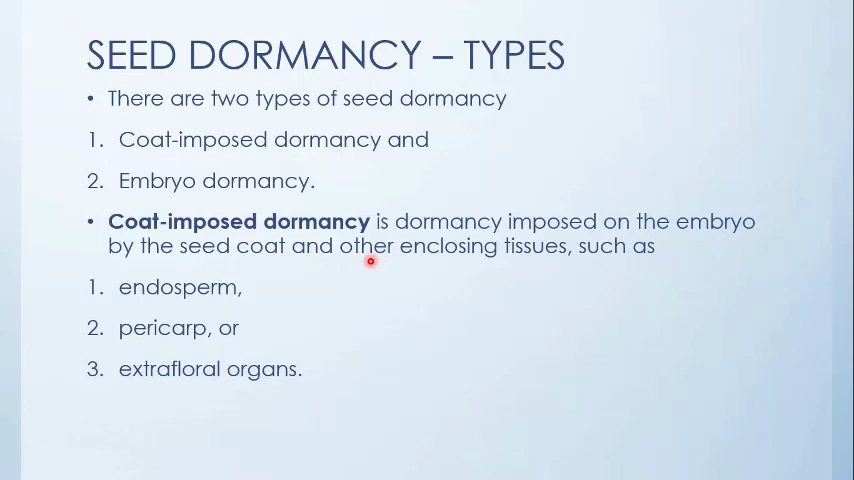 SEED DORMANCY – TYPES
• There are two types of seed dormancy
1. Coat-imposed dormancy and
2. Embryo dormancy.
• Coat-imposed dormancy is dormancy imposed on the embryo
by the seed coat and other enclosing tissues, such as
1. endosperm,
2. pericarp, or
3. extrafloral organs.